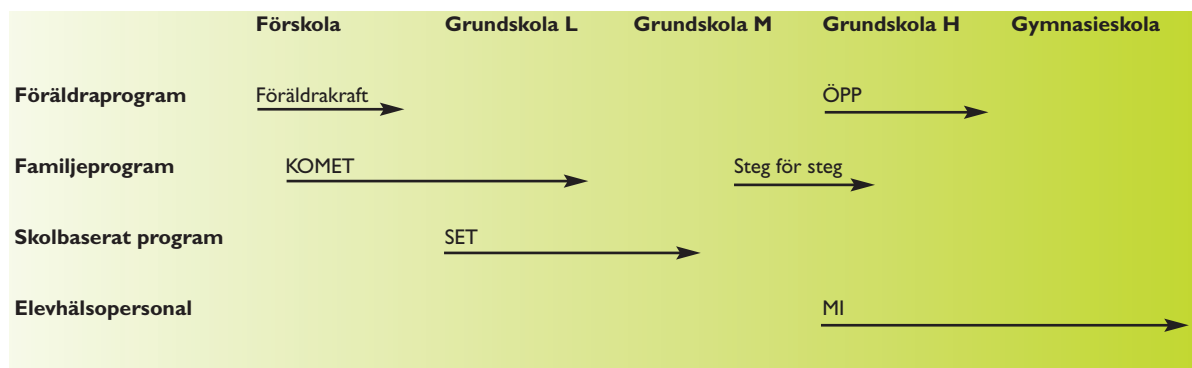 Förskola Grundskola L Grundskola M Grundskola H Gymnasieskola
Föräldraprogram Föräldrakraft ÖPP
Familjeprogram KOMET Steg för steg
Skolbaserat program SET
Elevhälsopersonal MI